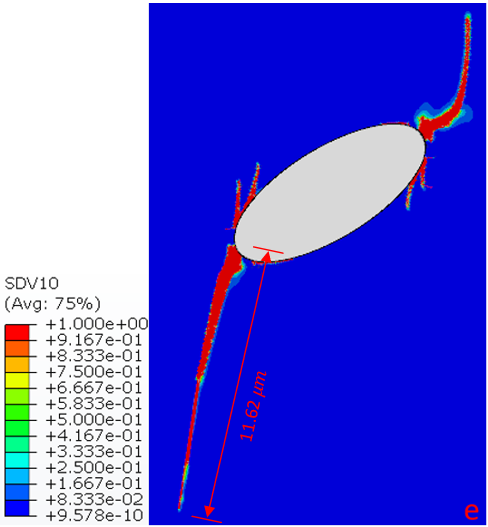 SDV10
(Avg: 75%)
+1.000e+00
+9.167e-01
+8.333e-01
+7.500e-01
+6.667e-01
+5.833e-01
+5.000e-01
+4.167e-01
+3.333e-01
+2.500e-01
+1.667e-01
+8.333e-02
+9.578e-10
11.62 μm
e